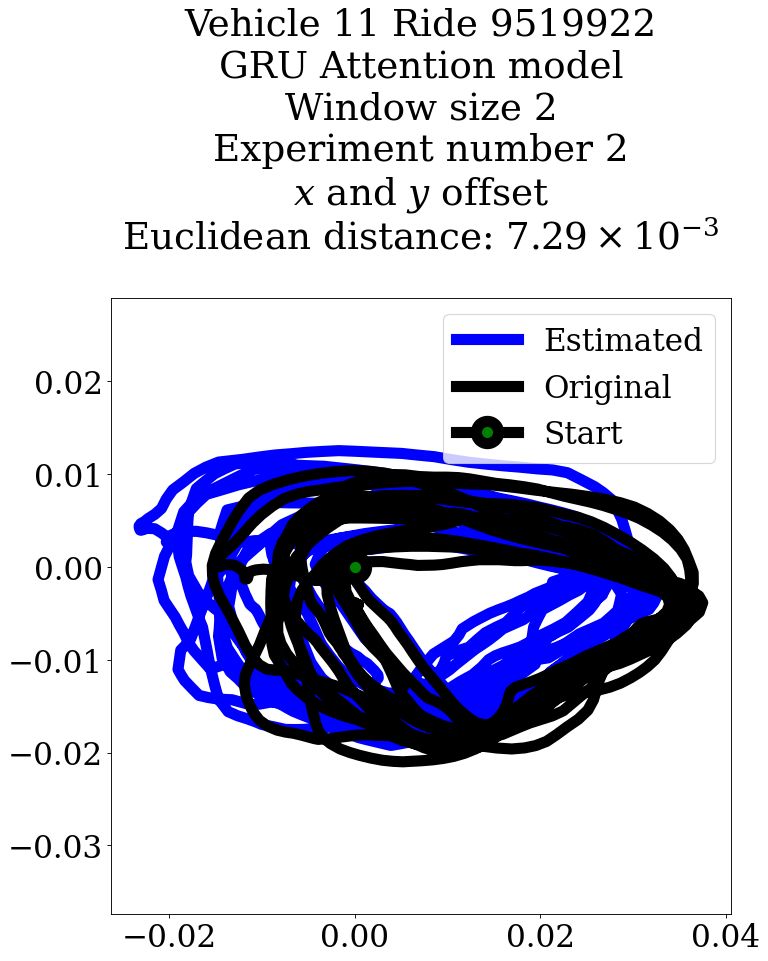 Vehicle 11 Ride 9519922
GRU Attention model
Window size 2
Experiment number 2
x and y offset
Euclidean distance: 7.29 × 10⁻³
Estimated
Original
Start
0.02
0.01
0.00
−0.01
−0.02
−0.03
−0.02 0.00 0.02 0.04